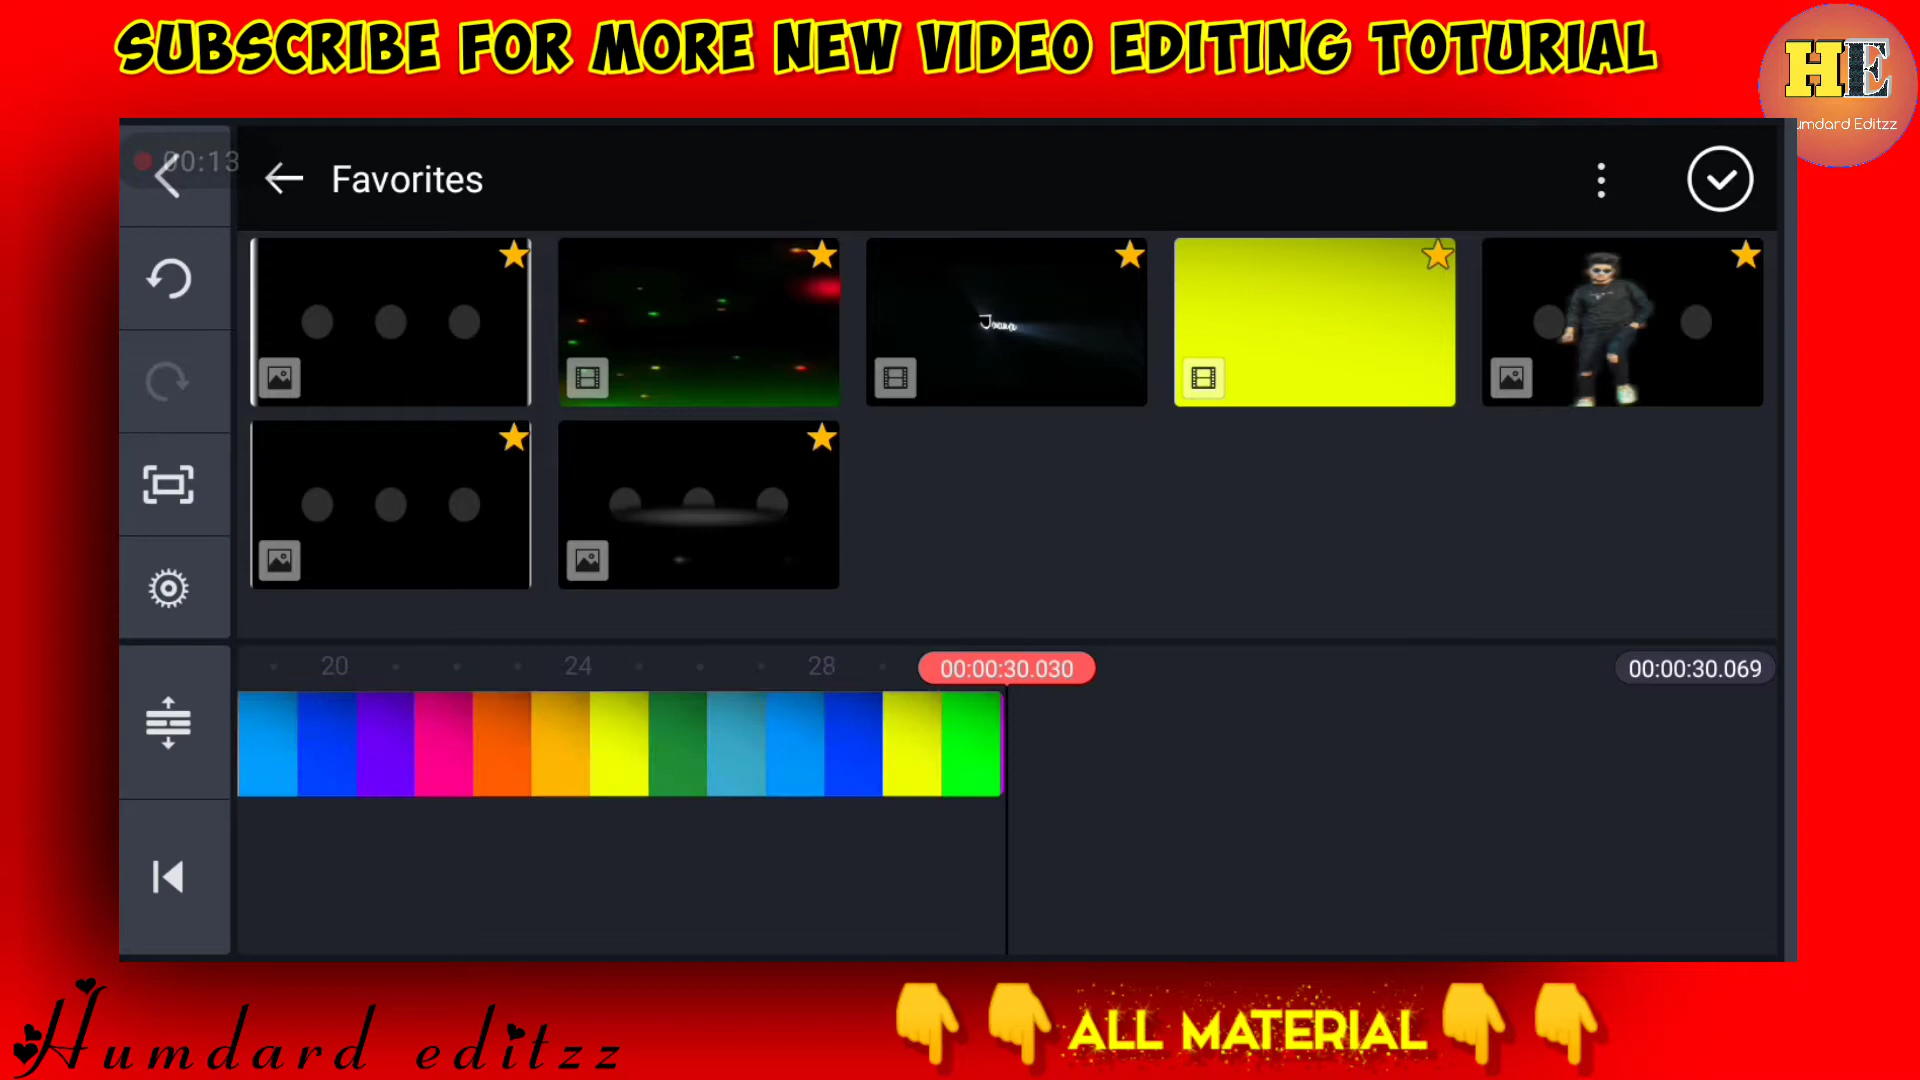 SUBSCRIBE FOR MORE NEW VIDEO EDITING TOTURIAL
HE
umdard Editzz
00:13
Favorites
Joana
20 24 28 00:00:30.030 00:00:30.069
Humdard editzz
ALL MATERIAL